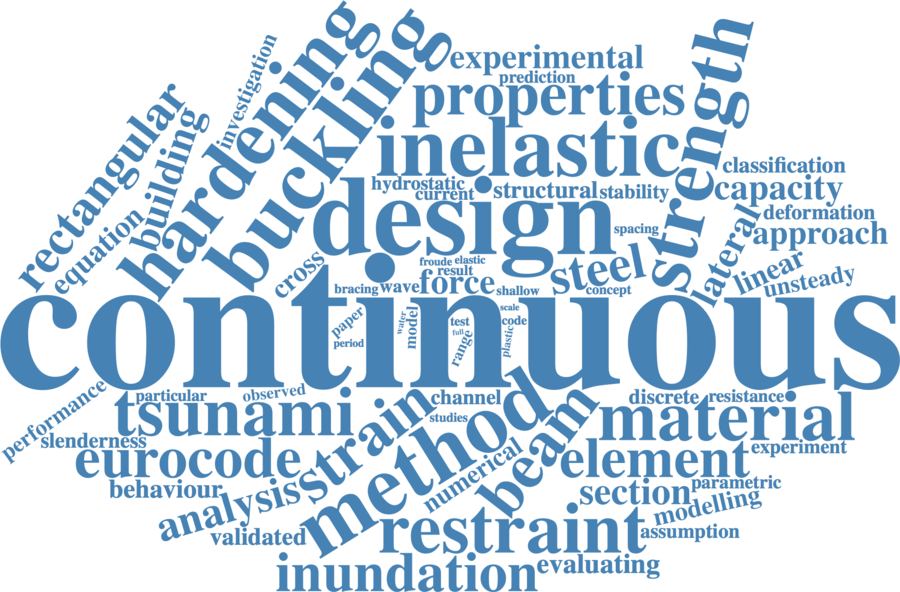 experimental
prediction
properties
inelastic
strength
hardening
buckling
investigation
rectangular
building
equation
hydrostatic
current
structural
stability
classification
capacity
design
spacing
lateral
deformation
approach
cross
froude
elastic
result
steel
linear
unsteady
bracing
wave
force
shallow
concept
continuous
paper
period
water
model
test
full
range
scale
code
plastic
performance
particular
observed
channel
studies
discrete
resistance
tsunami
strain
method
beam
material
slenderness
eurocode
element
experiment
behaviour
analysis
numerical
section
parametric
modelling
validated
restraint
assumption
inundation
evaluating